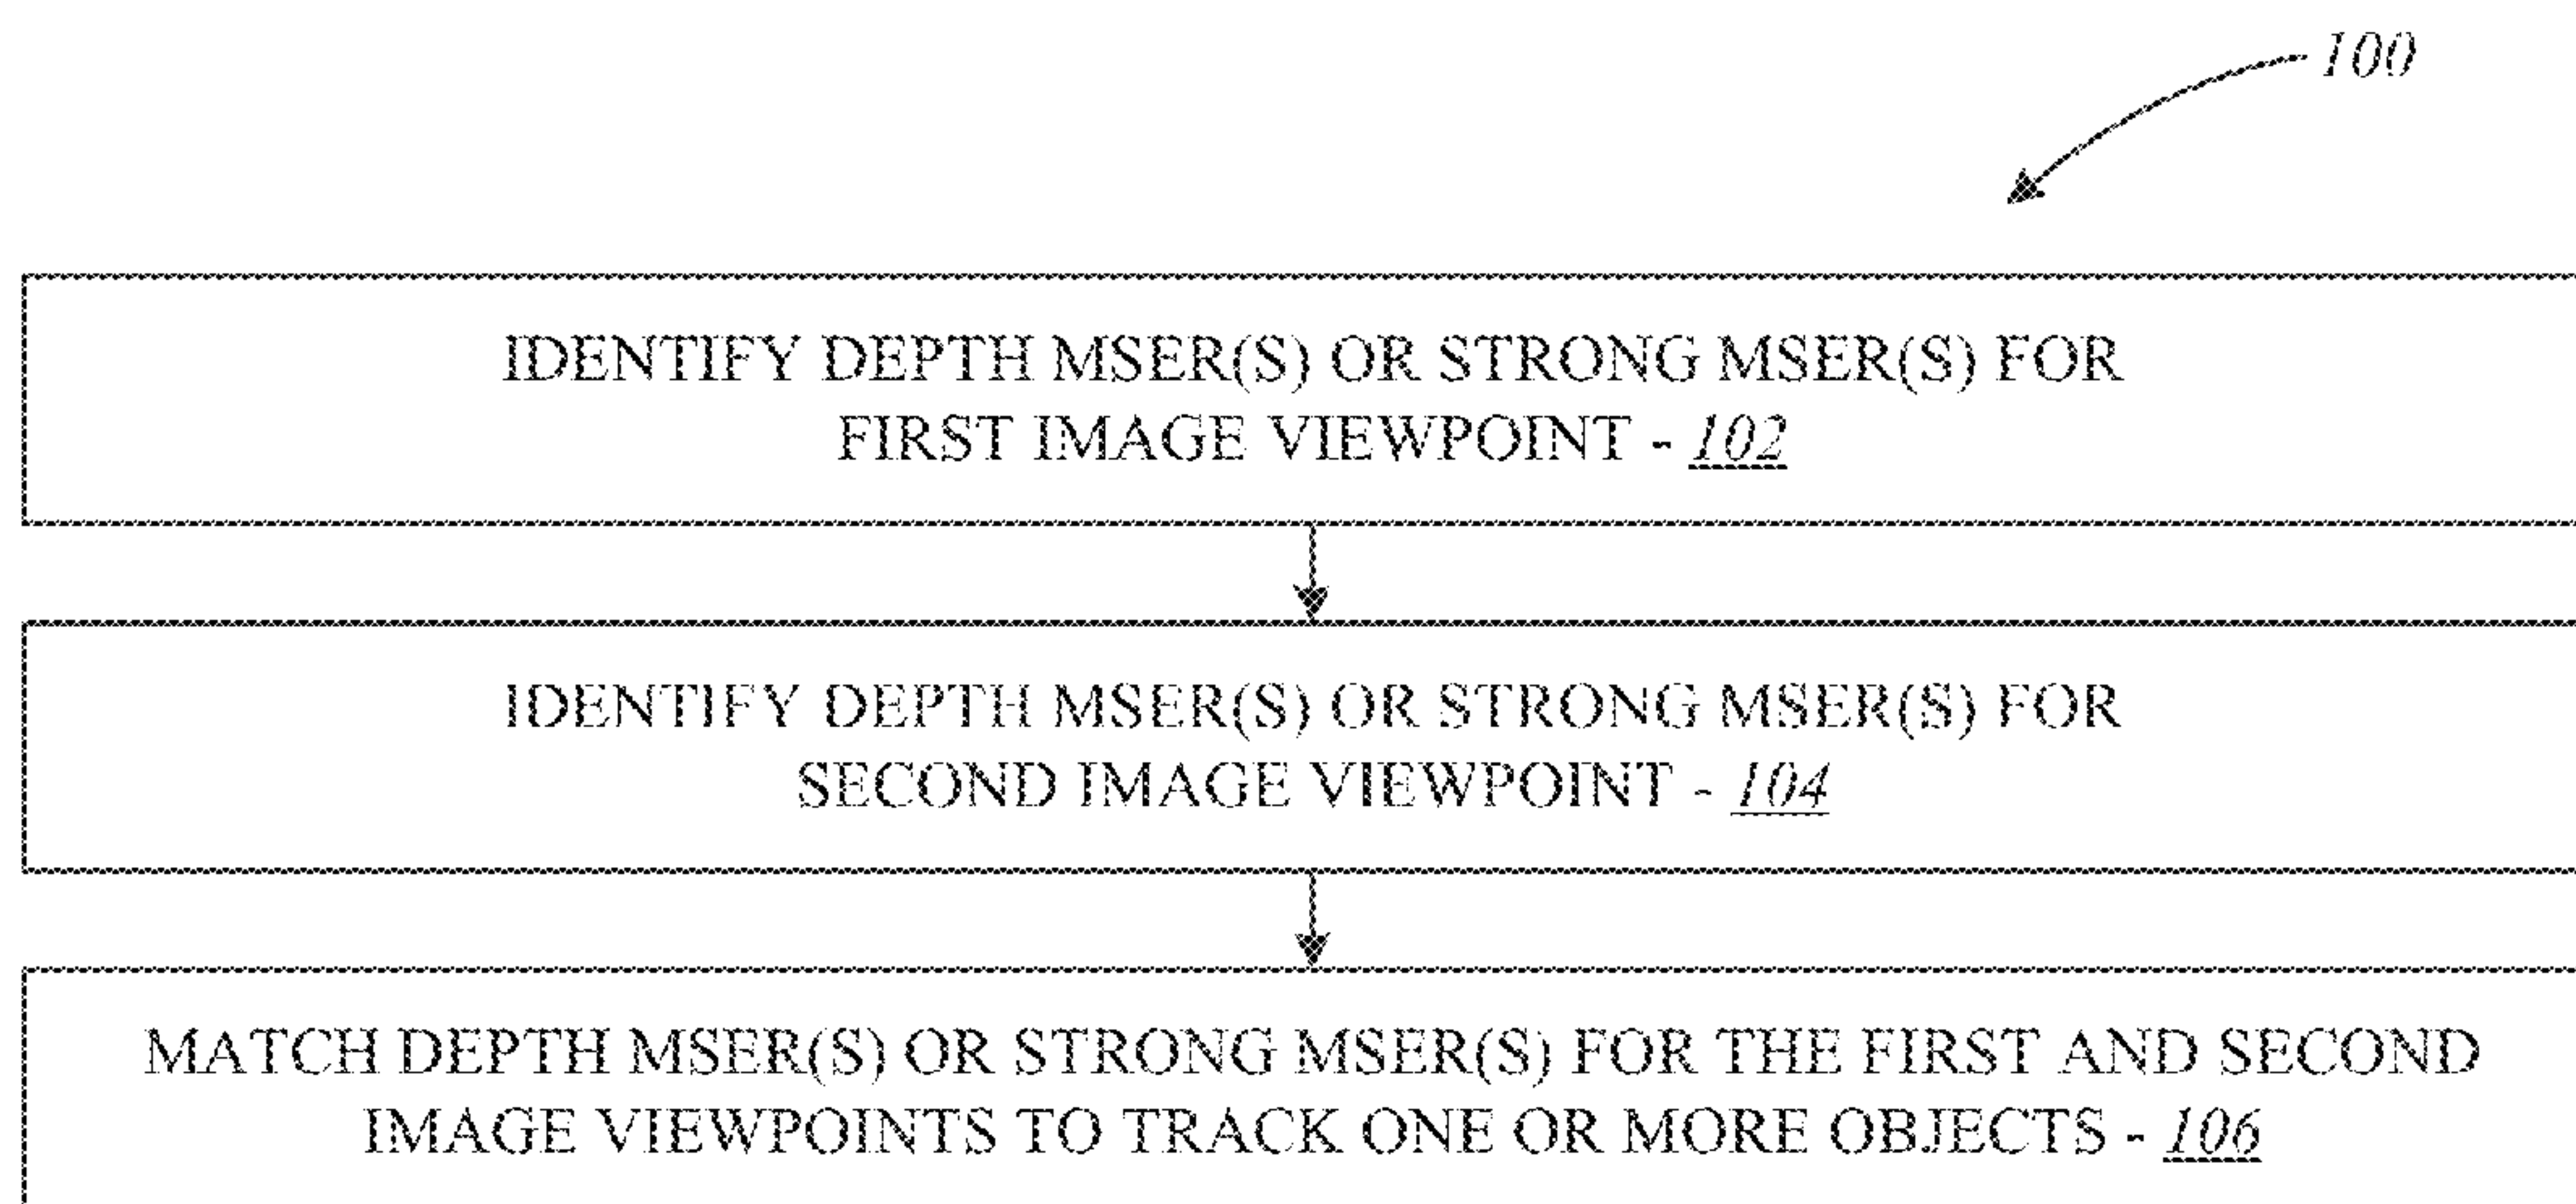 100
IDENTIFY DEPTH MSER(S) OR STRONG MSER(S) FOR
FIRST IMAGE VIEWPOINT - 102
IDENTIFY DEPTH MSER(S) OR STRONG MSER(S) FOR
SECOND IMAGE VIEWPOINT - 104
MATCH DEPTH MSER(S) OR STRONG MSER(S) FOR THE FIRST AND SECOND
IMAGE VIEWPOINTS TO TRACK ONE OR MORE OBJECTS - 106